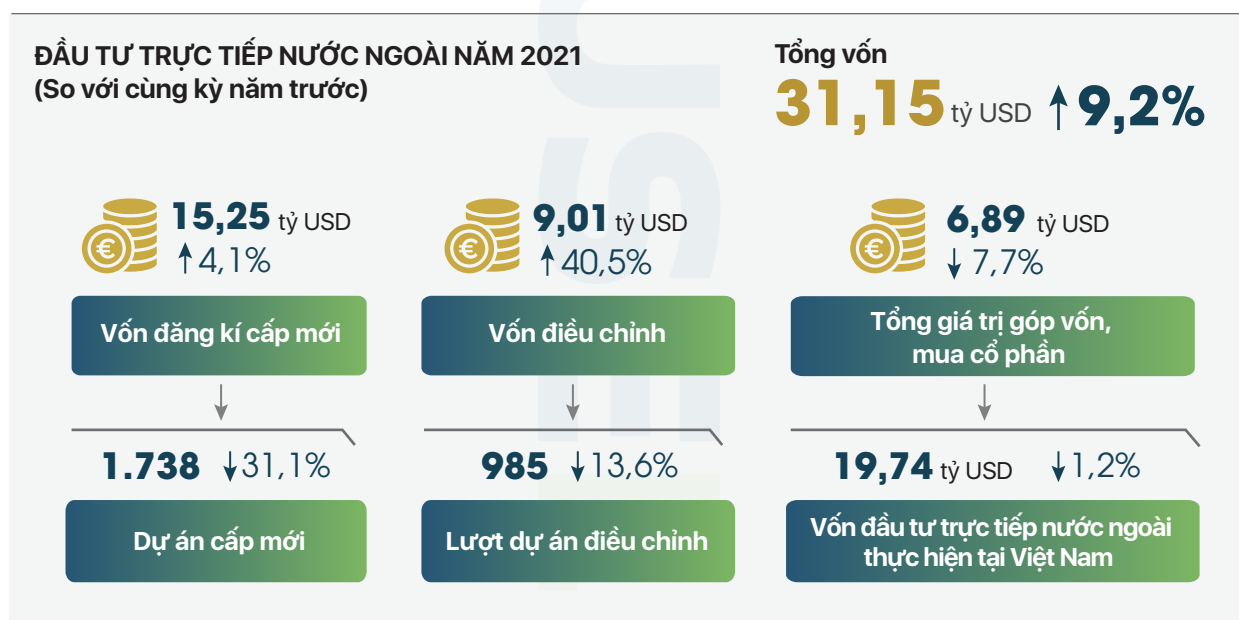 ĐẦU TƯ TRỰC TIẾP NƯỚC NGOÀI NĂM 2021
(So với cùng kỳ năm trước)
Tổng vốn
31,15 tỷ USD ↑ 9,2%
15,25 tỷ USD
↑ 4,1%
Vốn đăng kí cấp mới
1.738 ↓ 31,1%
Dự án cấp mới
9,01 tỷ USD
↑ 40,5%
Vốn điều chỉnh
985 ↓ 13,6%
Lượt dự án điều chỉnh
6,89 tỷ USD
↓ 7,7%
Tổng giá trị góp vốn,
mua cổ phần
19,74 tỷ USD ↓ 1,2%
Vốn đầu tư trực tiếp nước ngoài
thực hiện tại Việt Nam